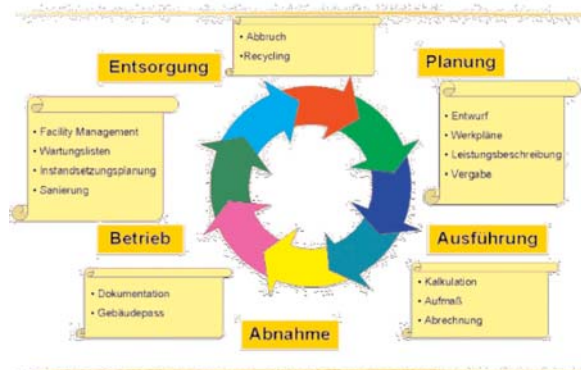 • Abbruch
•Recycling
Entsorgung
Planung
• Facility Management
• Wartungslisten
• Instandsetzungsplanung
• Sanierung
• Entwurf
• Werkpläne
• Leistungsbeschreibung
• Vergabe
Betrieb
Ausführung
• Dokumentation
• Gebäudepass
• Kalkulation
• Aufmaß
• Abrechnung
Abnahme